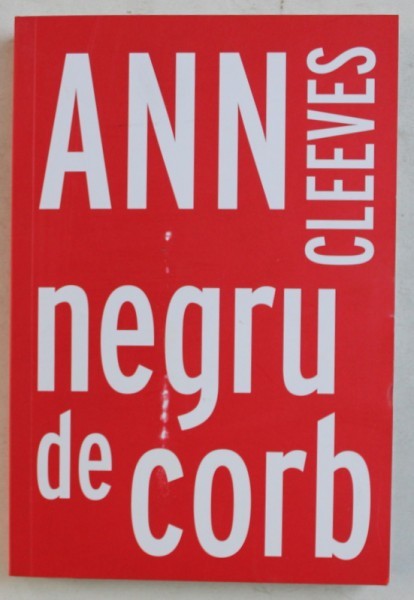 ANN
CLEEVES
negru
de corb